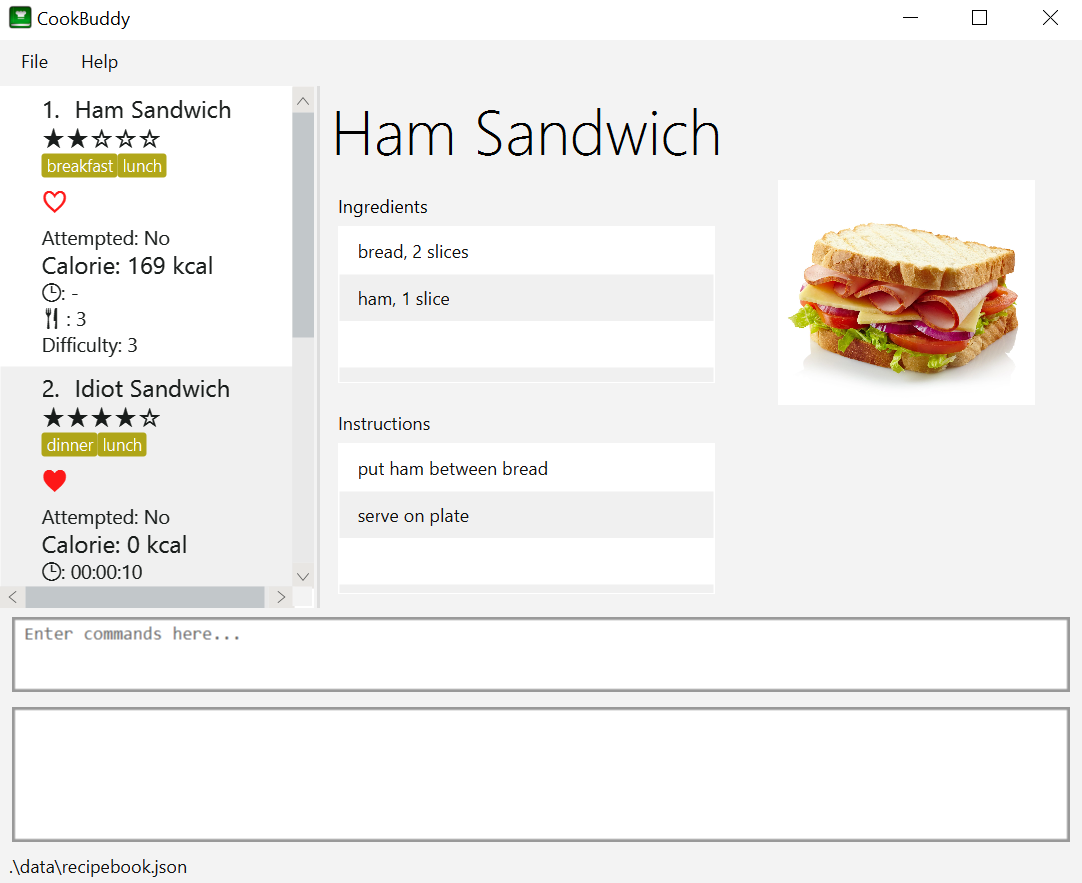 CookBuddy
File Help
1. Ham Sandwich
★★☆☆☆
breakfast lunch
Attempted: No
Calorie: 169 kcal
: -
: 3
Difficulty: 3
2. Idiot Sandwich
★★★★☆
dinner lunch
Attempted: No
Calorie: 0 kcal
: 00:00:10
Ham Sandwich
Ingredients
bread, 2 slices
ham, 1 slice
Instructions
put ham between bread
serve on plate
Enter commands here...
.\data\recipebook.json